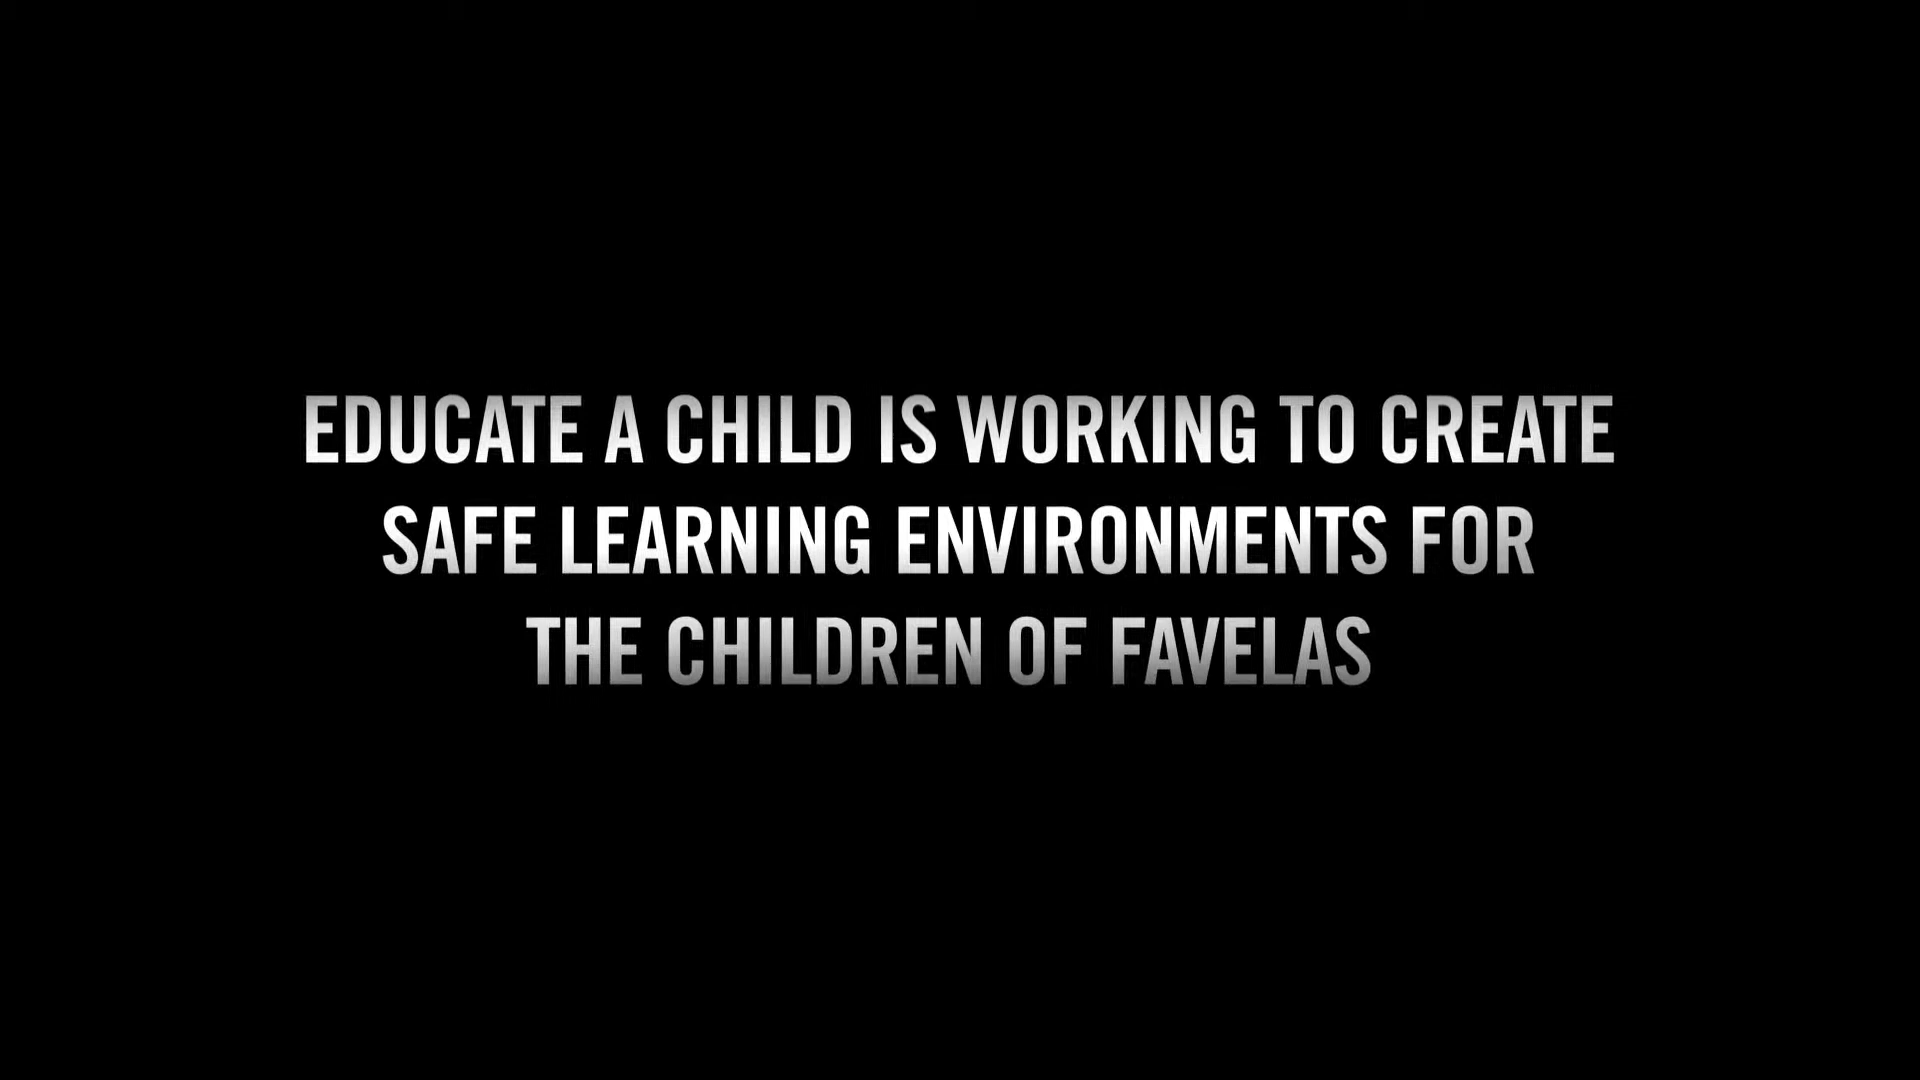 EDUCATE A CHILD IS WORKING TO CREATE
SAFE LEARNING ENVIRONMENTS FOR
THE CHILDREN OF FAVELAS